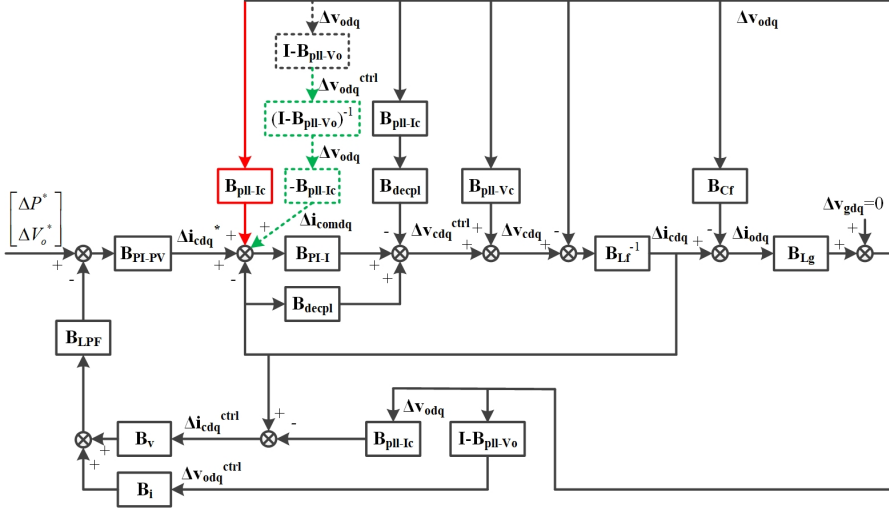 Δv_odq
Δv_odq
I-B_pll-Vo
Δv_odq^ctrl
(I-B_pll-Vo)^-1
B_pll-Ic
Δv_odq
B_pll-Ic
-B_pll-Ic
B_decpl
B_pll-Vc
B_Cf
ΔP*
ΔV_o*
Δv_gdq=0
Δi_cdq*
+
+
Δi_comdq
-
Δv_cdq^ctrl
+
Δv_cdq
-
Δi_cdq
-
Δi_odq
+
+
B_PI-PV
+
B_PI-I
+
+
+
B_Lf^-1
+
B_Lg
+
-
-
+
B_decpl
B_LPF
Δi_cdq^ctrl
+
-
Δv_odq
B_v
+
B_pll-Ic
I-B_pll-Vo
+
Δv_odq^ctrl
B_i